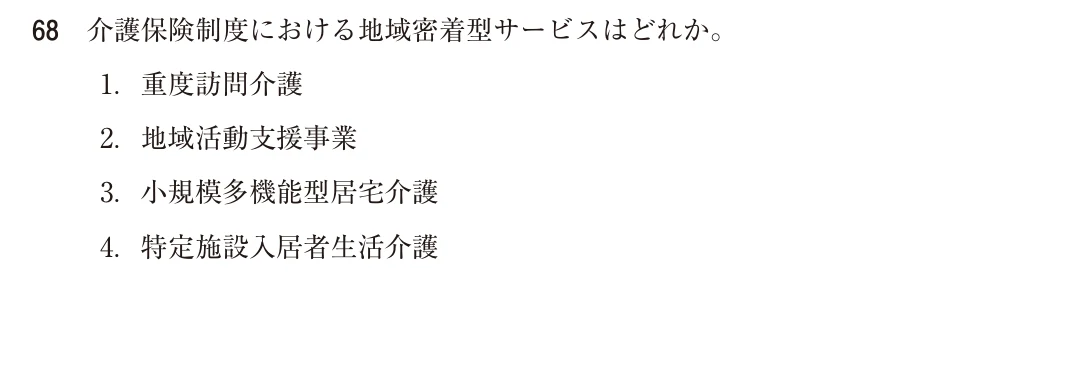 68 介護保険制度における地域密着型サービスはどれか。
1. 重度訪問介護
2. 地域活動支援事業
3. 小規模多機能型居宅介護
4. 特定施設入居者生活介護